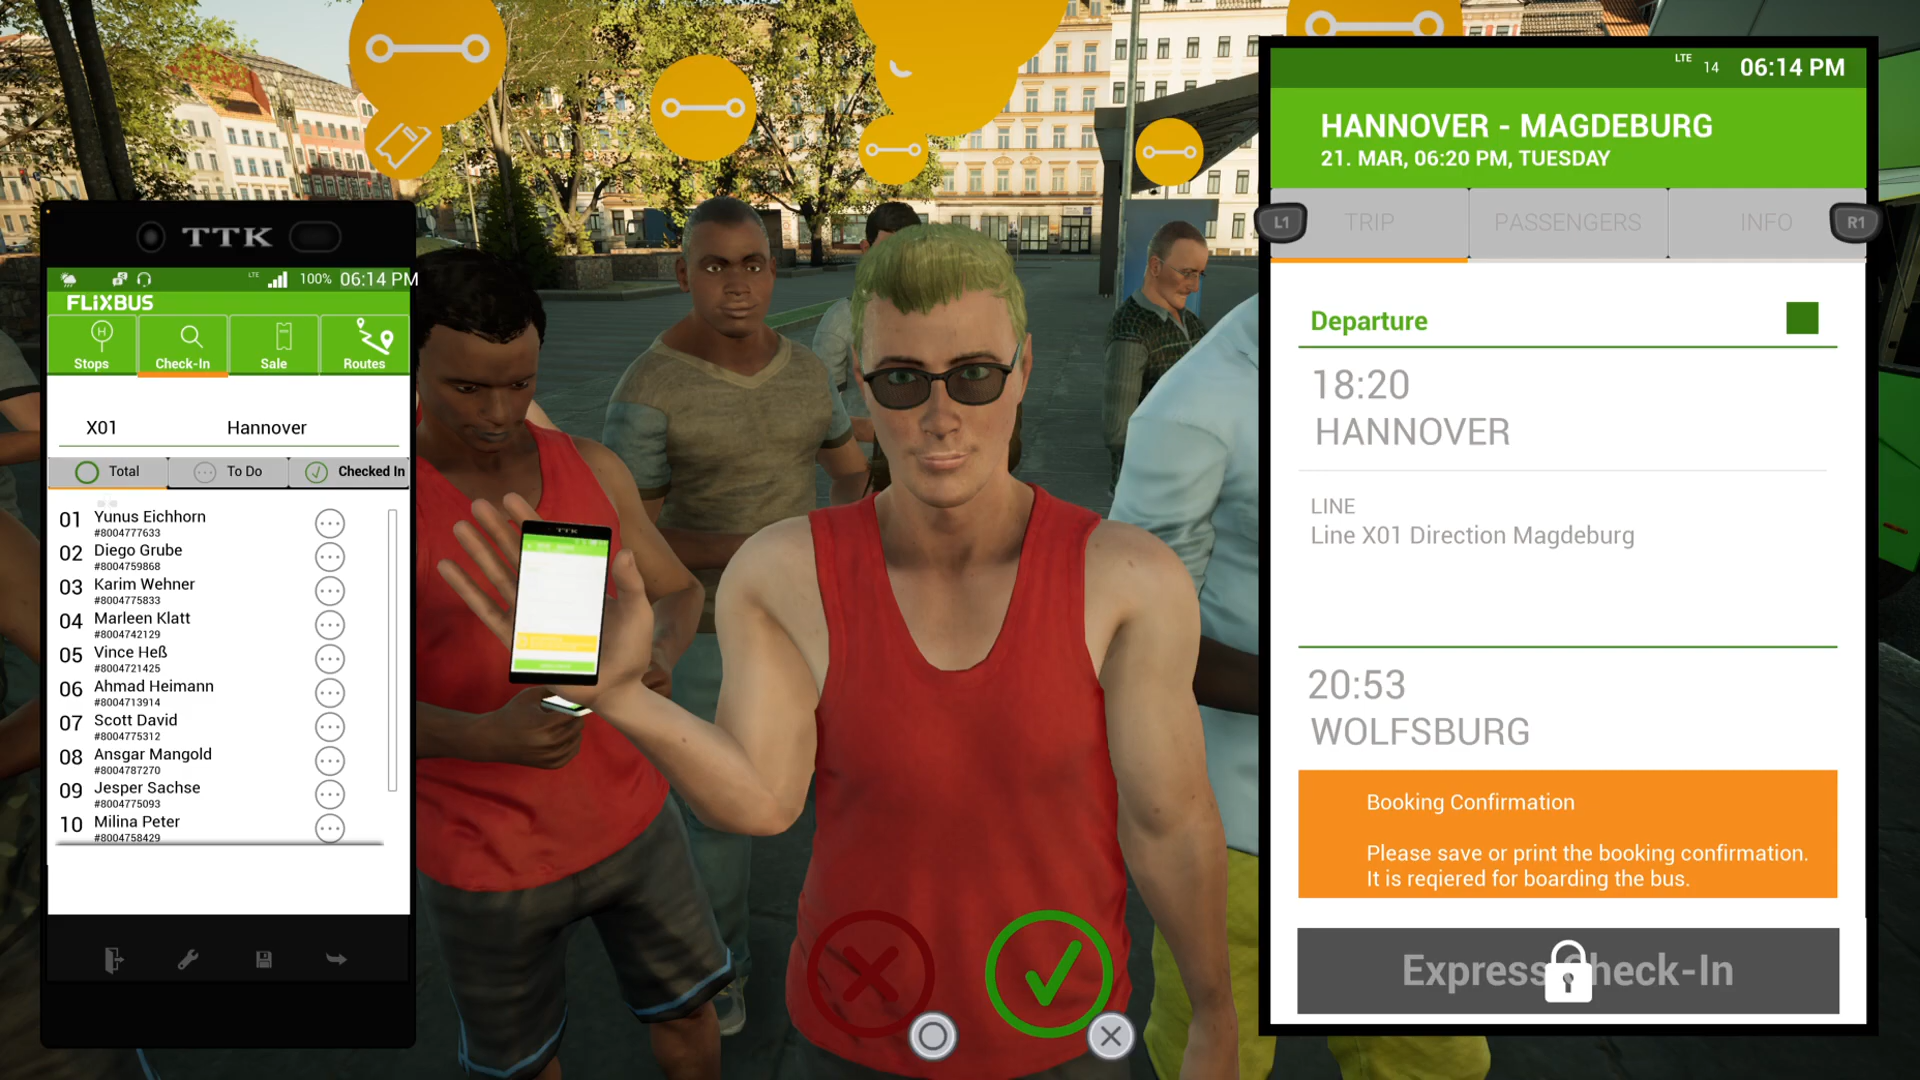 TTK
LTE 100% 06:14 PM
FLiXBUS
H
Stops
Check-In
Sale
Routes
X01 Hannover
Total
To Do
Checked In
01 Yunus Eichhorn
#8004777633
02 Diego Grube
#8004759868
03 Karim Wehner
#8004775833
04 Marleen Klatt
#8004742129
05 Vince Heß
#8004721425
06 Ahmad Heimann
#8004713914
07 Scott David
#8004775312
08 Ansgar Mangold
#8004787270
09 Jesper Sachse
#8004775093
10 Milina Peter
#8004758429
TTK
LTE 14 06:14 PM
HANNOVER - MAGDEBURG
21. MAR, 06:20 PM, TUESDAY
L1 TRIP PASSENGERS INFO R1
Departure
18:20
HANNOVER
LINE
Line X01 Direction Magdeburg
20:53
WOLFSBURG
Booking Confirmation
Please save or print the booking confirmation.
It is reqiered for boarding the bus.
Express Check-In